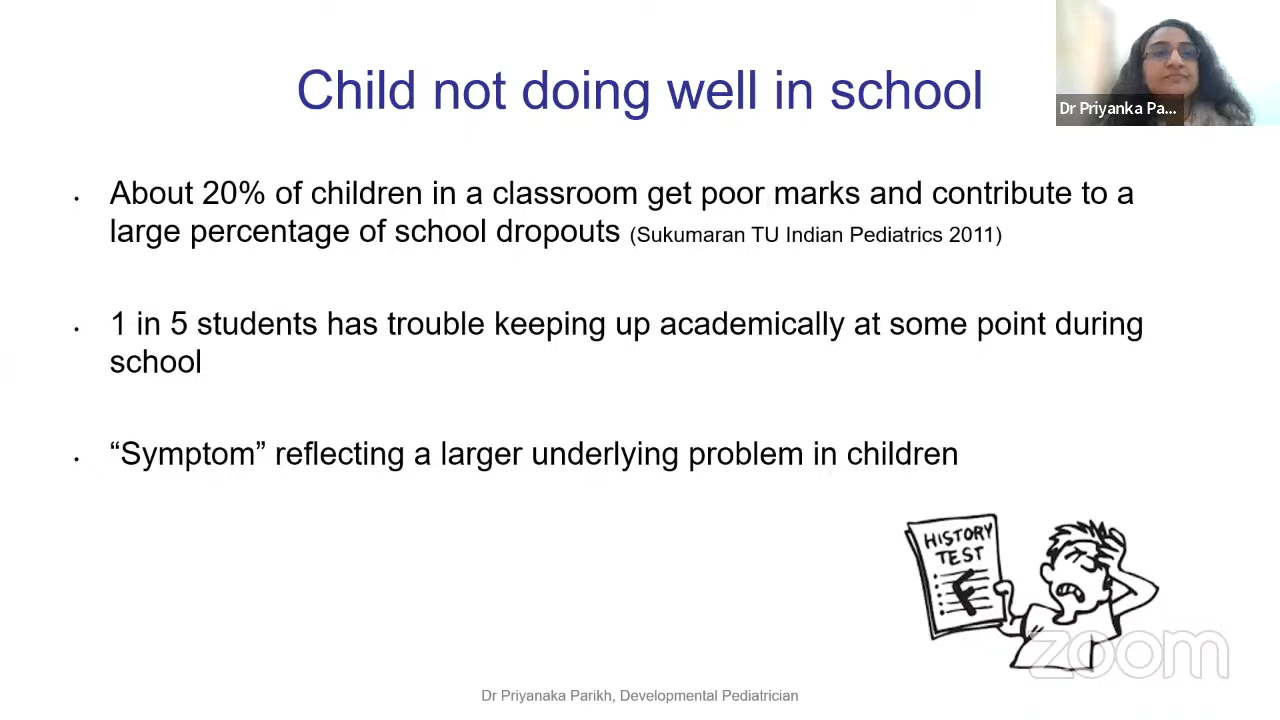 Child not doing well in school
Dr Priyanka Pa...
• About 20% of children in a classroom get poor marks and contribute to a
large percentage of school dropouts (Sukumaran TU Indian Pediatrics 2011)
• 1 in 5 students has trouble keeping up academically at some point during
school
• “Symptom” reflecting a larger underlying problem in children
HISTORY
TEST
F
zoom
Dr Priyanaka Parikh, Developmental Pediatrician